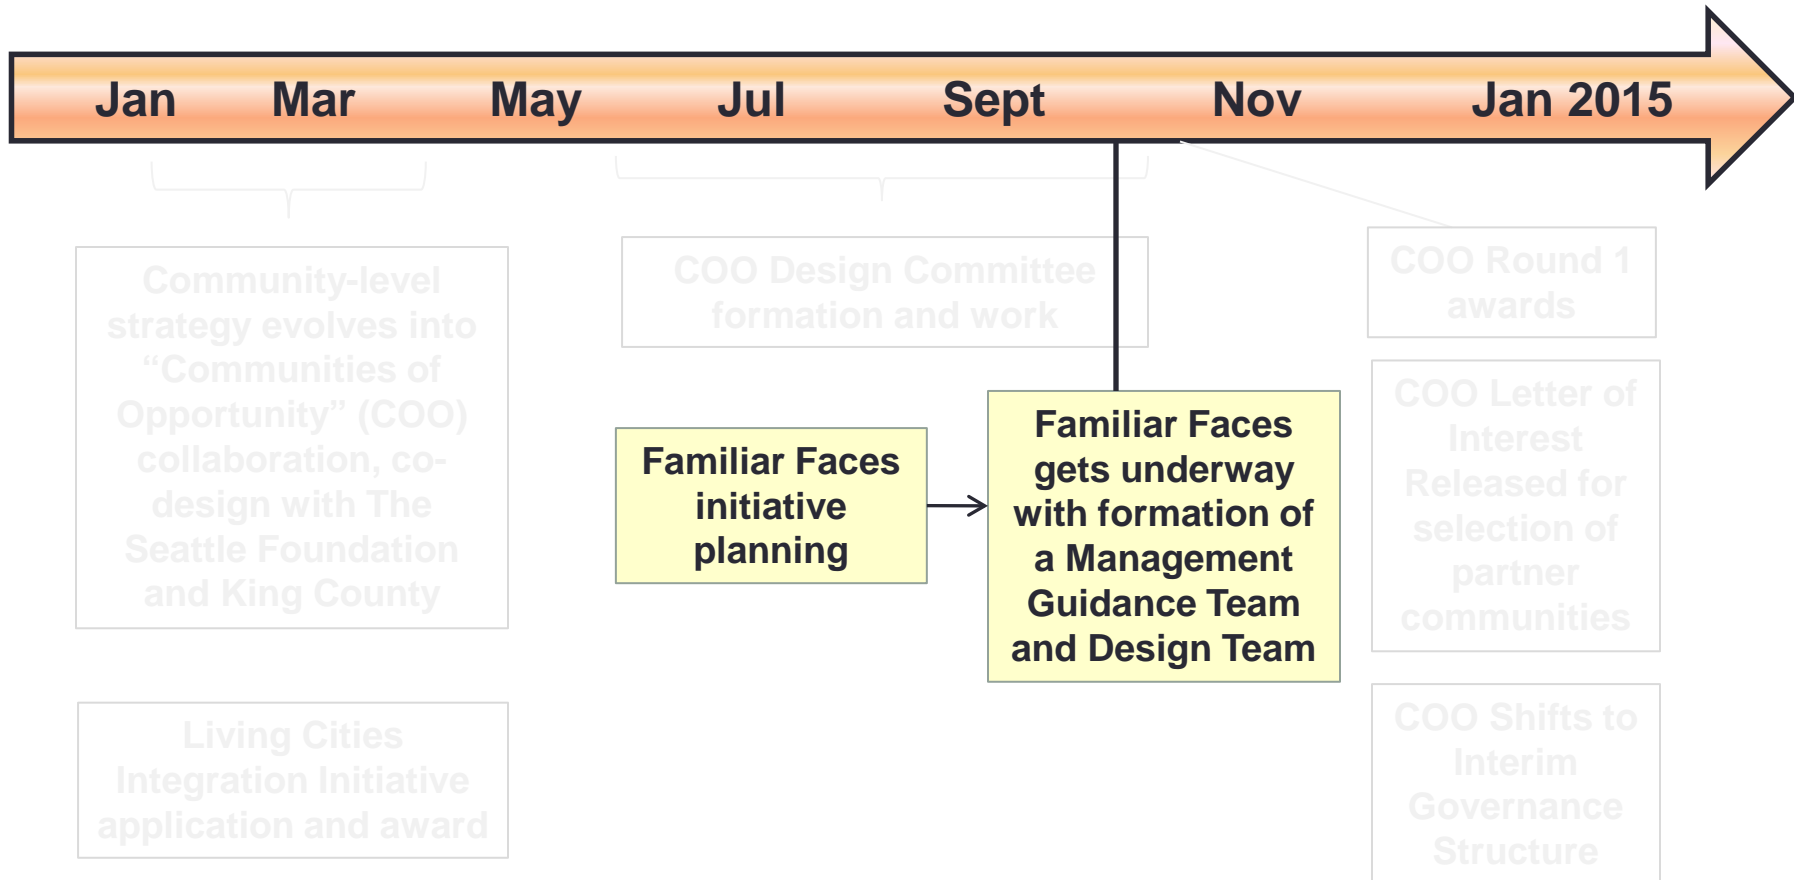 Jan Mar May Jul Sept Nov Jan 2015
Community-level
strategy evolves into
“Communities of
Opportunity” (COO)
collaboration, co-
design with The
Seattle Foundation
and King County
Living Cities
Integration Initiative
application and award
COO Design Committee
formation and work
Familiar Faces
initiative
planning
Familiar Faces
gets underway
with formation of
a Management
Guidance Team
and Design Team
COO Round 1
awards
COO Letter of
Interest
Released for
selection of
partner
communities
COO Shifts to
Interim
Governance
Structure